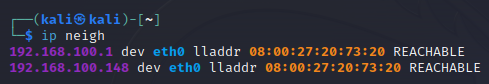 ┌──(kali㉿kali)-[~]
└─$ ip neigh
192.168.100.1 dev eth0 lladdr 08:00:27:20:73:20 REACHABLE
192.168.100.148 dev eth0 lladdr 08:00:27:20:73:20 REACHABLE